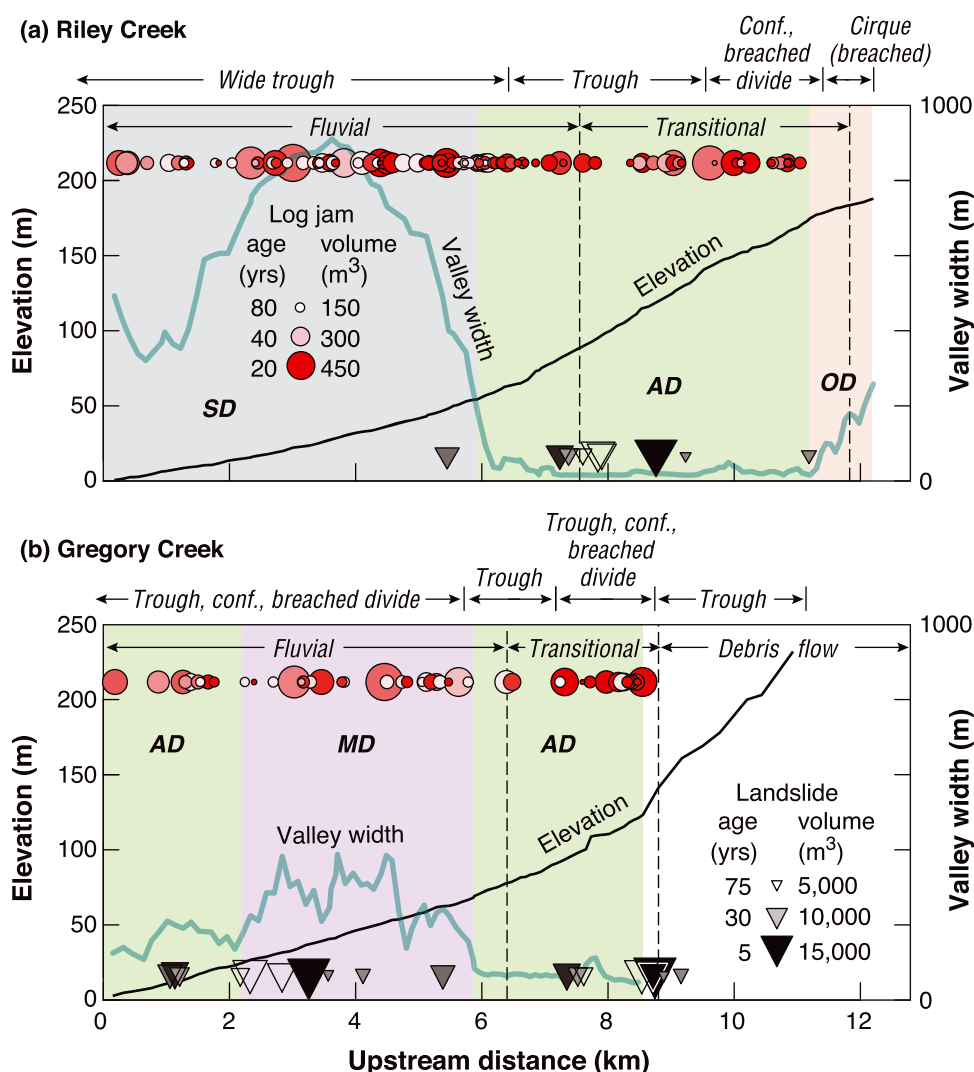 (a) Riley Creek
Conf., breached divide
Cirque (breached)
Wide trough
Trough
250
1000
Fluvial
Transitional
200
Log jam
age (yrs)
volume (m³)
80 150
40 300
20 450
Valley width
Elevation
150
100
50
0
0
Elevation (m)
Valley width (m)
SD
AD
OD
(b) Gregory Creek
Trough, conf., breached divide
Trough
Trough, conf., breached divide
Trough
250
1000
Fluvial
Transitional
Debris flow
200
AD
MD
AD
150
Elevation
Valley width
100
50
0
0
Elevation (m)
Valley width (m)
Landslide
age (yrs)
volume (m³)
75 5,000
30 10,000
5 15,000
0 2 4 6 8 10 12
Upstream distance (km)